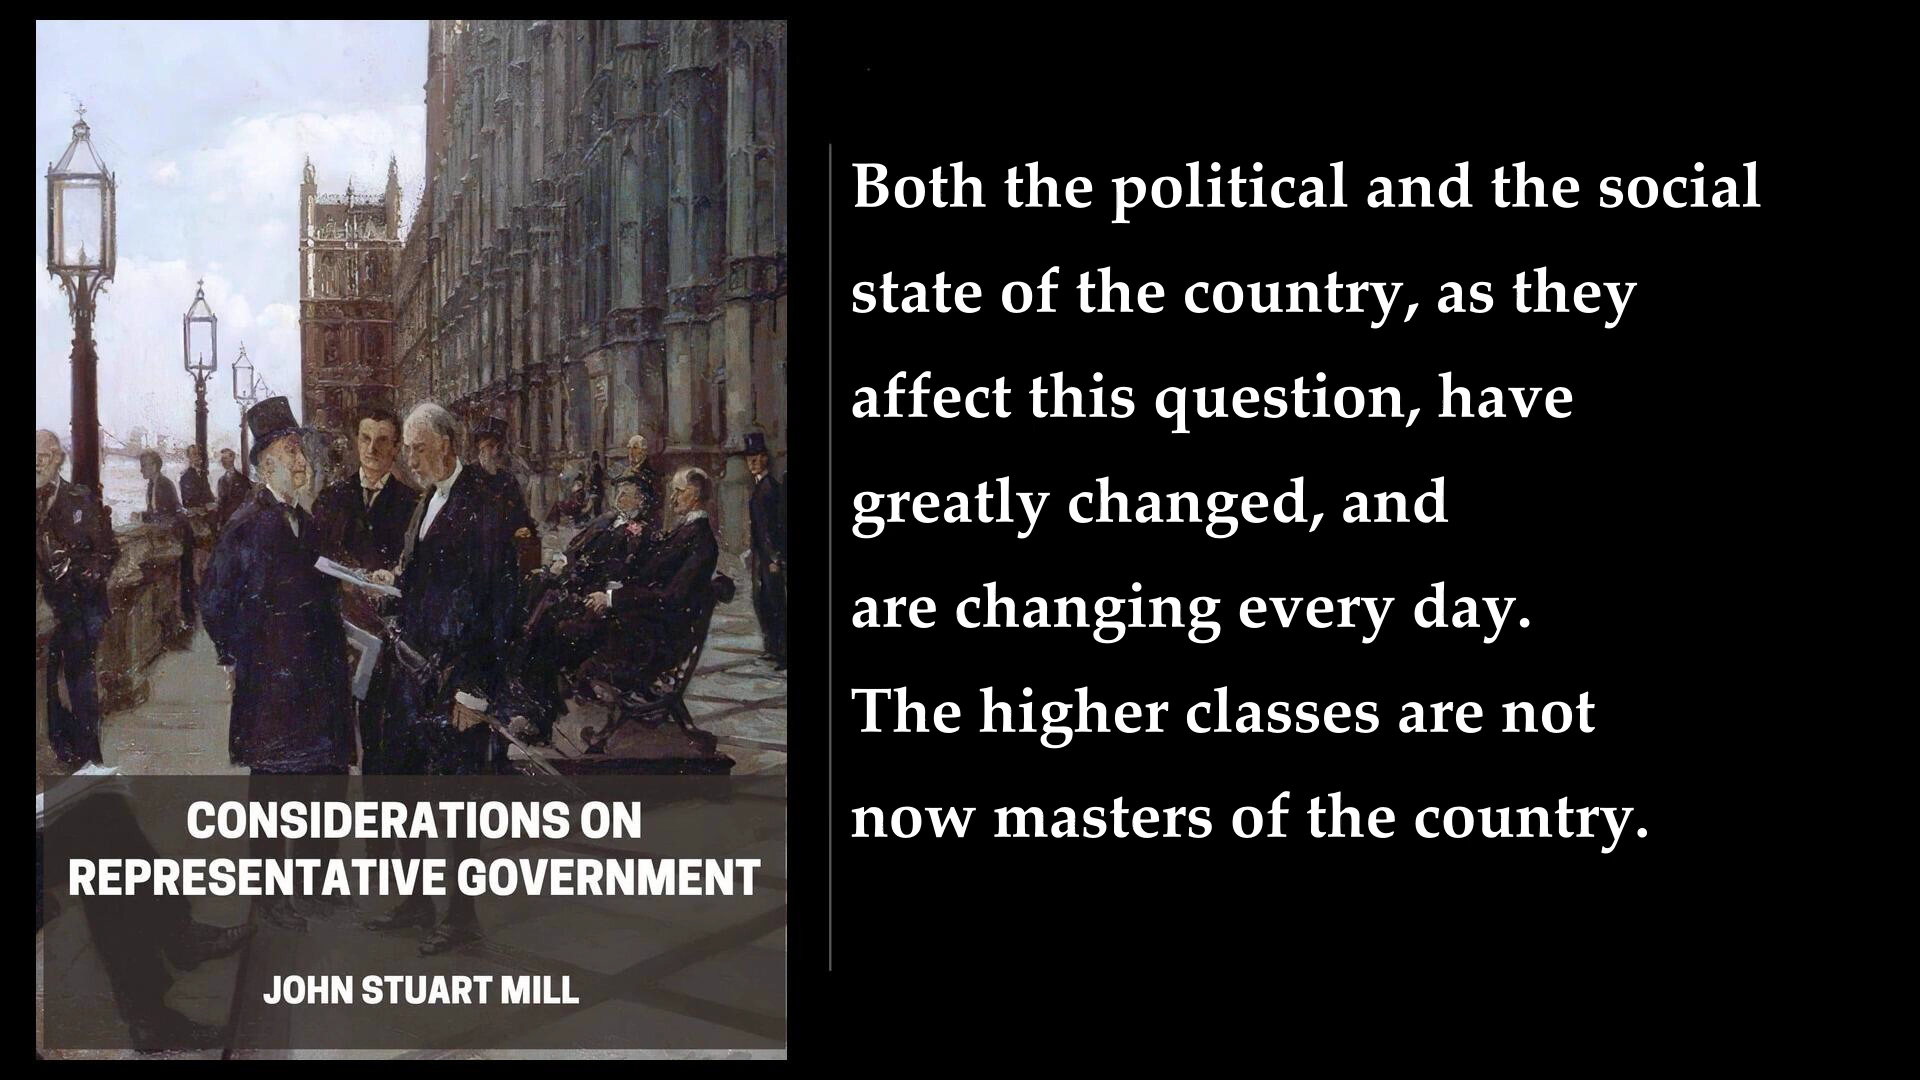 CONSIDERATIONS ON
REPRESENTATIVE GOVERNMENT
JOHN STUART MILL
Both the political and the social
state of the country, as they
affect this question, have
greatly changed, and
are changing every day.
The higher classes are not
now masters of the country.